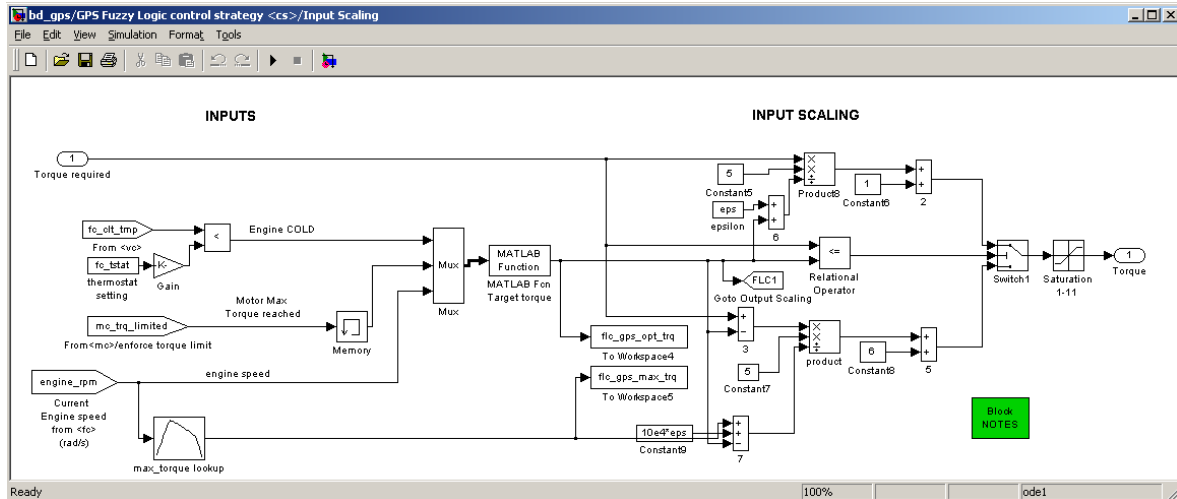 bd_gps/GPS Fuzzy Logic control strategy <cs>/Input Scaling
File Edit View Simulation Format Tools
INPUTS
INPUT SCALING
1
Torque required
fc_clt_tmp
From <vc>
fc_tstat
thermostat
setting
-K-
Gain
<
Engine COLD
Motor Max
Torque reached
mc_trq_limited
From<mc>/enforce torque limit
Memory
engine_rpm
Current
Engine speed
from <fc>
(rad/s)
engine speed
max_torque lookup
Mux
Mux
MATLAB
Function
MATLAB Fcn
Target torque
flc_gps_opt_trq
To Workspace4
flc_gps_max_trq
To Workspace5
5
Constant5
eps
epsilon
+
+
6
×
×
÷
Product8
1
Constant6
+
+
2
<=
Relational
Operator
FLC1
Goto Output Scaling
+
−
3
5
Constant7
×
×
÷
product
6
Constant8
+
+
5
10e4*eps
Constant9
+
+
−
7
Switch1
Saturation
1-11
1
Torque
Block
NOTES
Ready
100%
ode1